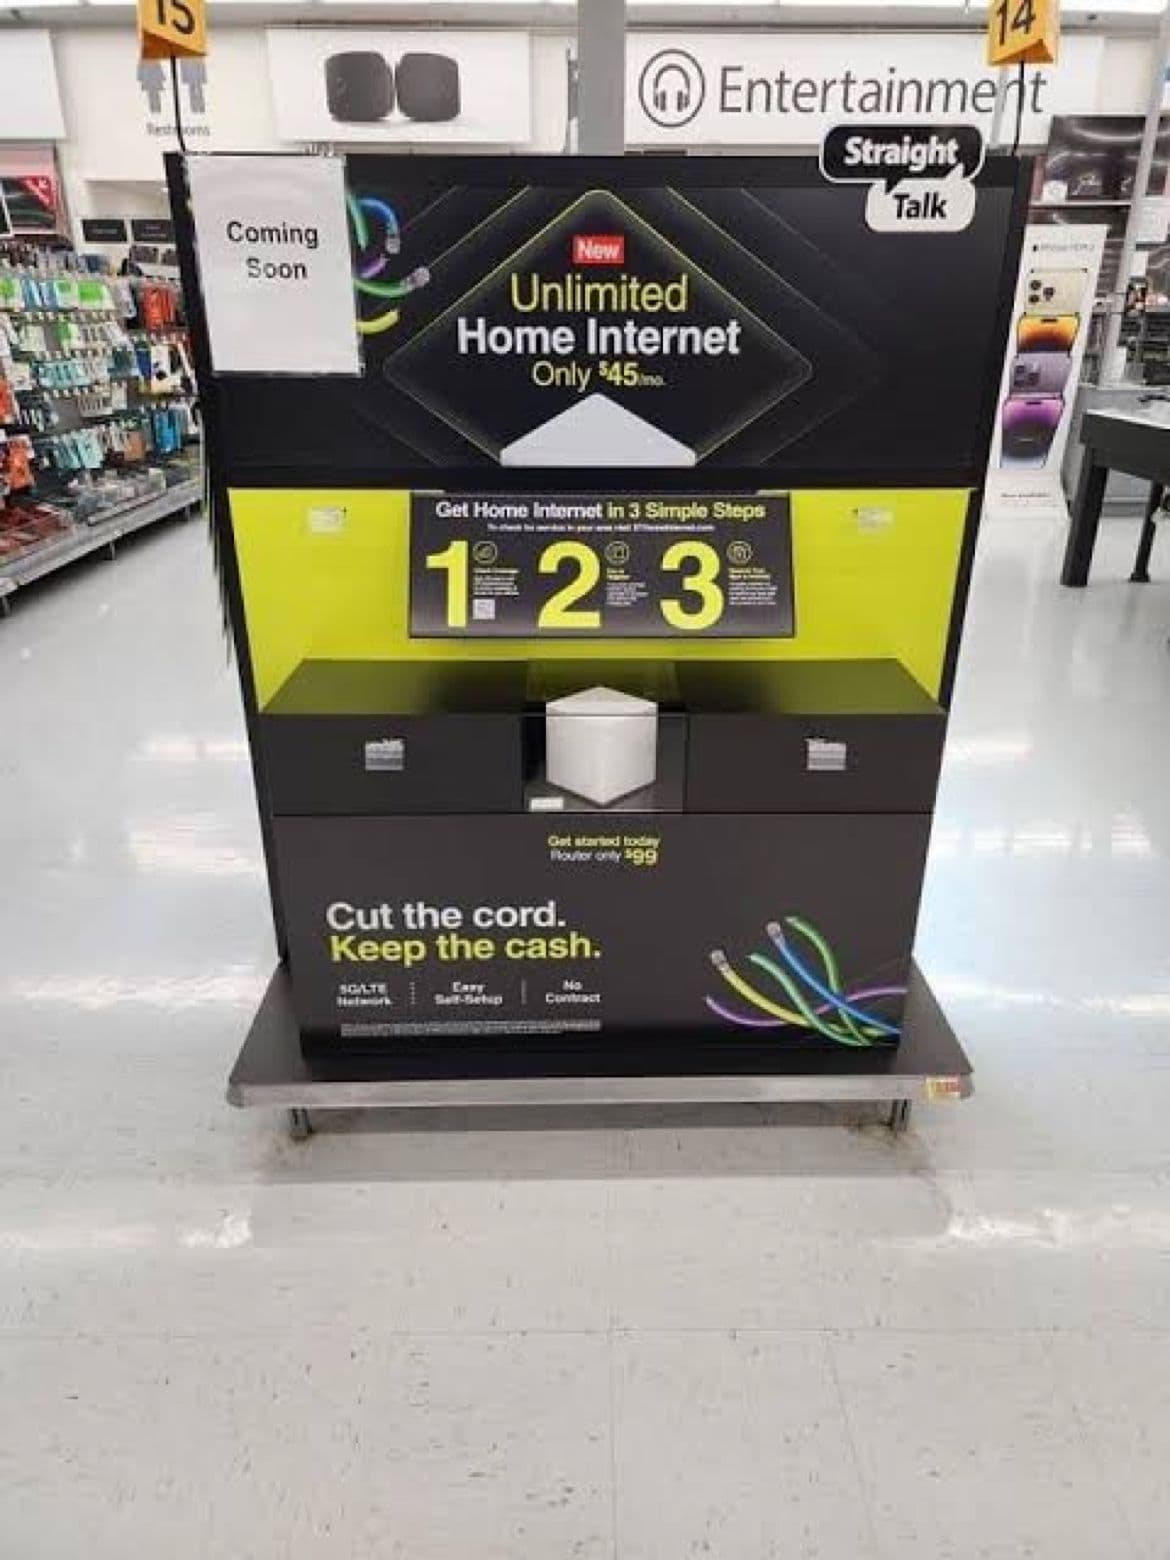 15
14
Restrooms
Entertainment
Straight
Talk
Coming
Soon
New
Unlimited
Home Internet
Only $45/mo.
Get Home Internet in 3 Simple Steps
1 2 3
Get started today
Router only $99
Cut the cord.
Keep the cash.
5G/LTE
Network
Easy
Self-Setup
No
Contract